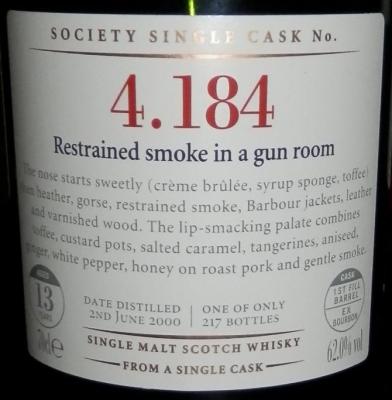 SOCIETY SINGLE CASK No.
4.184
Restrained smoke in a gun room
The nose starts sweetly (crème brûlée, syrup sponge, toffee)
then heather, gorse, restrained smoke, Barbour jackets, leather
and varnished wood. The lip-smacking palate combines
toffee, custard pots, salted caramel, tangerines, aniseed,
ginger, white pepper, honey on roast pork and gentle smoke.
AGED
13
YEARS
DATE DISTILLED
2ND JUNE 2000
ONE OF ONLY
217 BOTTLES
CASK
1ST FILL
BARREL
EX
BOURBON
70cl e
62.0% vol
SINGLE MALT SCOTCH WHISKY
FROM A SINGLE CASK